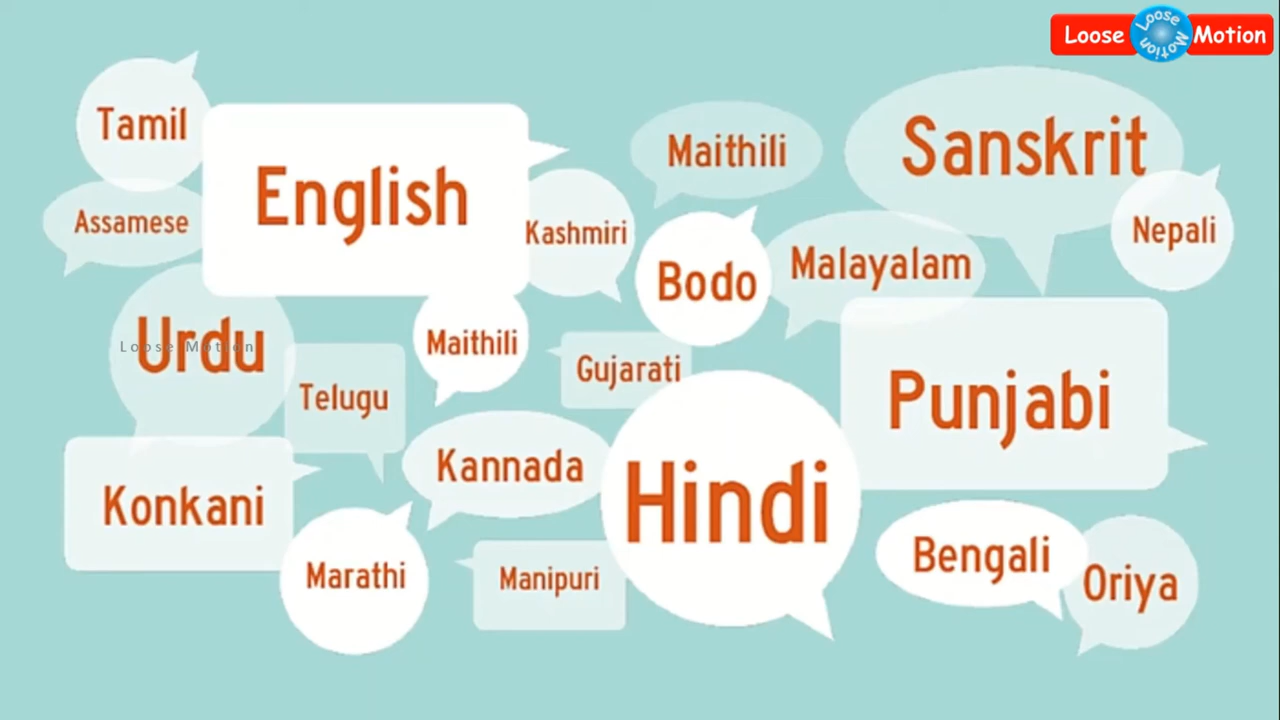 Loose Loose Motion Motion
Tamil
English
Maithili
Sanskrit
Assamese
Kashmiri
Bodo
Malayalam
Nepali
Urdu
Loose Motion
Maithili
Telugu
Gujarati
Punjabi
Konkani
Kannada
Hindi
Marathi
Manipuri
Bengali
Oriya